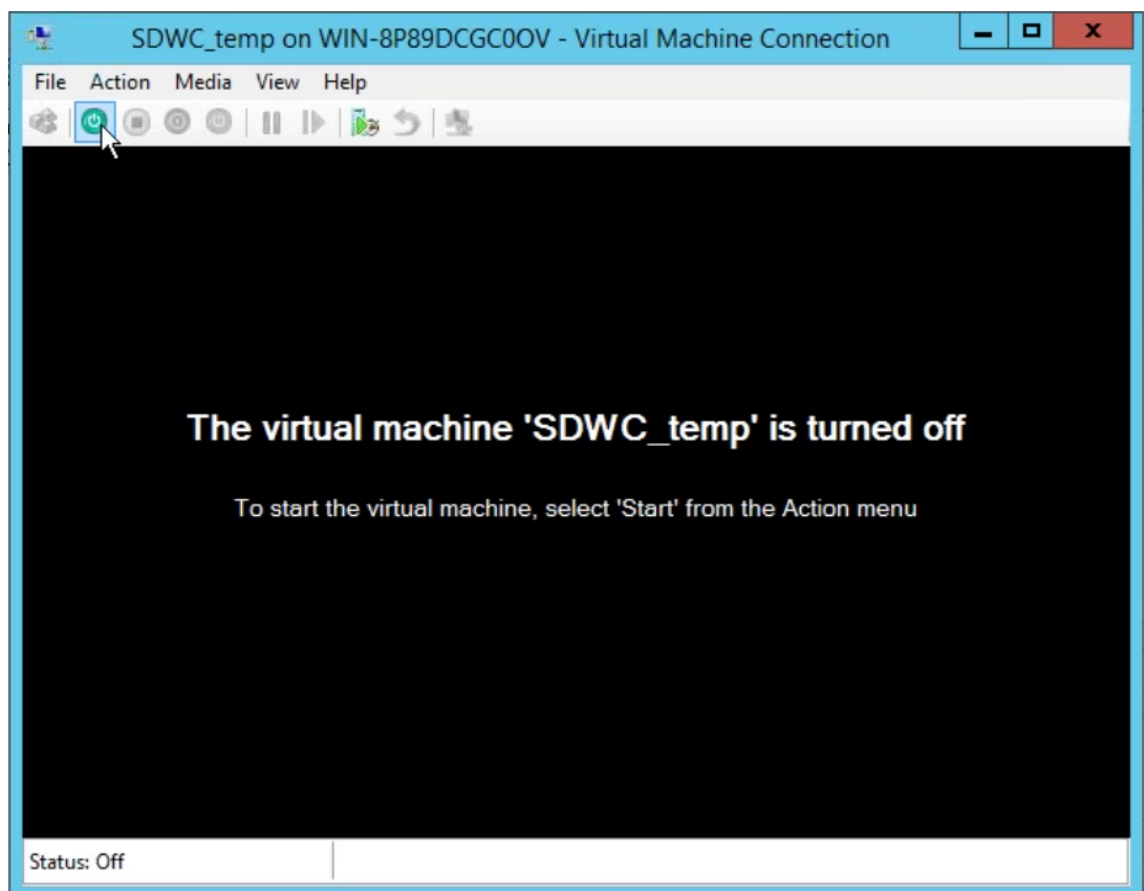 SDWC_temp on WIN-8P89DCGC0OV - Virtual Machine Connection
File Action Media View Help
The virtual machine 'SDWC_temp' is turned off
To start the virtual machine, select 'Start' from the Action menu
Status: Off